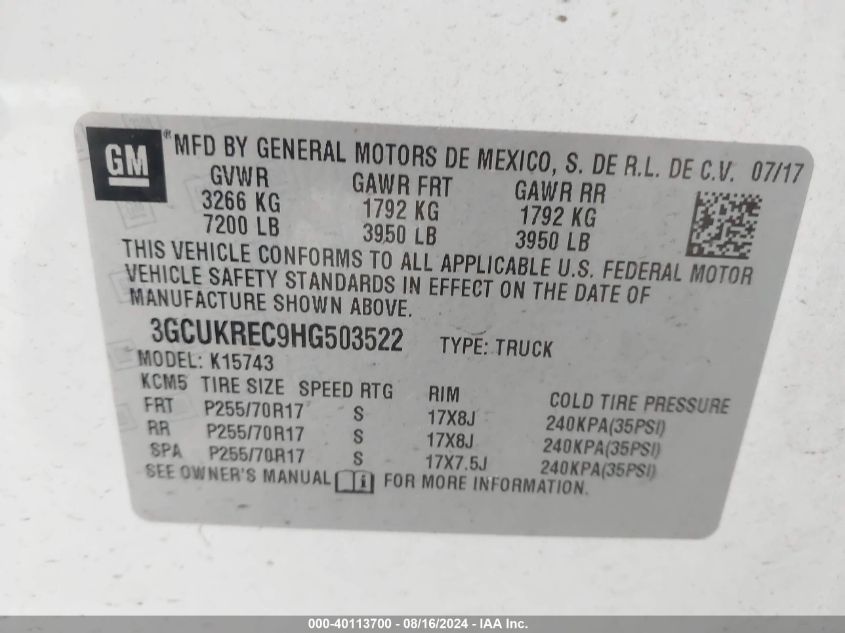 GM ® MFD BY GENERAL MOTORS DE MEXICO, S. DE R.L. DE C.V. 07/17
GVWR GAWR FRT GAWR RR
3266 KG 1792 KG 1792 KG
7200 LB 3950 LB 3950 LB
THIS VEHICLE CONFORMS TO ALL APPLICABLE U.S. FEDERAL MOTOR
VEHICLE SAFETY STANDARDS IN EFFECT ON THE DATE OF
MANUFACTURE SHOWN ABOVE.
3GCUKREC9HG503522 TYPE: TRUCK
MODEL: K15743
KCM5 TIRE SIZE SPEED RTG RIM COLD TIRE PRESSURE
FRT P255/70R17 S 17X8J 240KPA(35PSI)
RR P255/70R17 S 17X8J 240KPA(35PSI)
SPA P255/70R17 S 17X7.5J 240KPA(35PSI)
SEE OWNER'S MANUAL i FOR MORE INFORMATION.
000-40113700 - 08/16/2024 - IAA Inc.